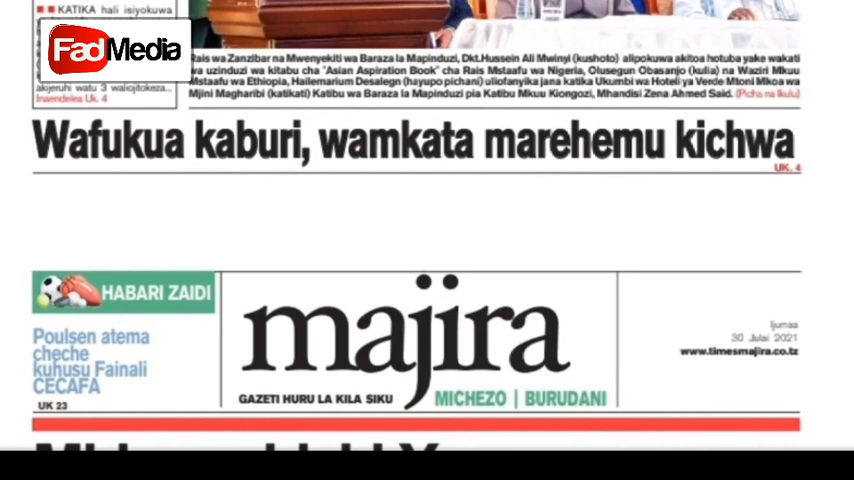 KATIKA hali isiyokuwa
FadMedia
akijeruhi watu 3 waliojitokeza...
Inaendelea Uk. 4
Rais wa Zanzibar na Mwenyekiti wa Baraza la Mapinduzi, Dkt.Hussein Ali Mwinyi (kushoto) alipokuwa akitoa hotuba yake wakati
wa uzinduzi wa kitabu cha "Asian Aspiration Book" cha Rais Mstaafu wa Nigeria, Olusegun Obasanjo (kulia) na Waziri Mkuu
Mstaafu wa Ethiopia, Hailemarium Desalegn (hayupo pichani) uliofanyika jana katika Ukumbi wa Hoteli ya Verde Mtoni Mkoa wa
Mjini Magharibi (katikati) Katibu wa Baraza la Mapinduzi pia Katibu Mkuu Kiongozi, Mhandisi Zena Ahmed Said. (Picha na Ikulu)
Wafukua kaburi, wamkata marehemu kichwa
UK. 4
HABARI ZAIDI
Poulsen atema
cheche
kuhusu Fainali
CECAFA
UK 23
majira
GAZETI HURU LA KILA SIKU
MICHEZO | BURUDANI
Ijumaa
30 Julai 2021
www.timesmajira.co.tz